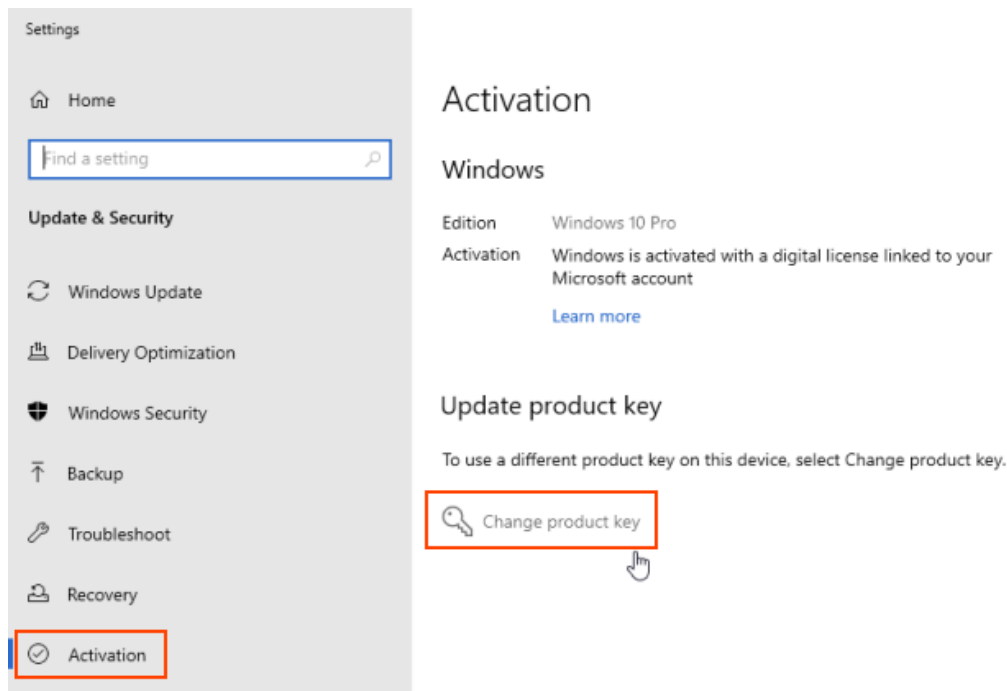 Settings
Home
Find a setting
Update & Security
Windows Update
Delivery Optimization
Windows Security
Backup
Troubleshoot
Recovery
Activation
Activation
Windows
Edition Windows 10 Pro
Activation Windows is activated with a digital license linked to your
Microsoft account
Learn more
Update product key
To use a different product key on this device, select Change product key.
Change product key